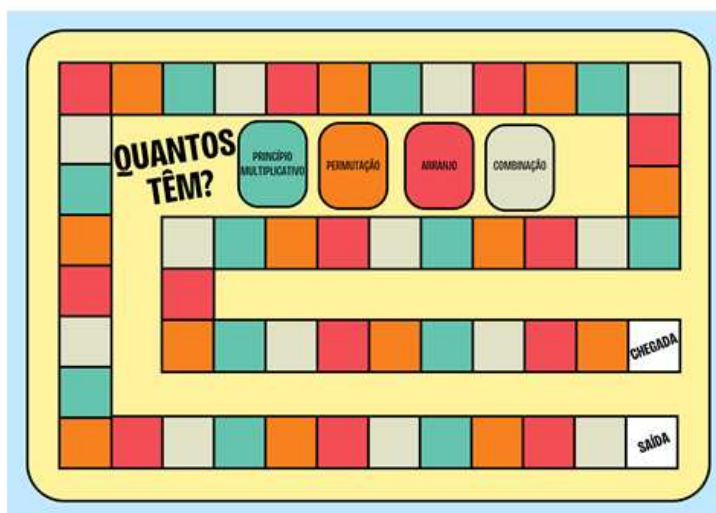 QUANTOS
TÊM?
PRINCÍPIO
MULTIPLICATIVO
PERMUTAÇÃO
ARRANJO
COMBINAÇÃO
CHEGADA
SAÍDA